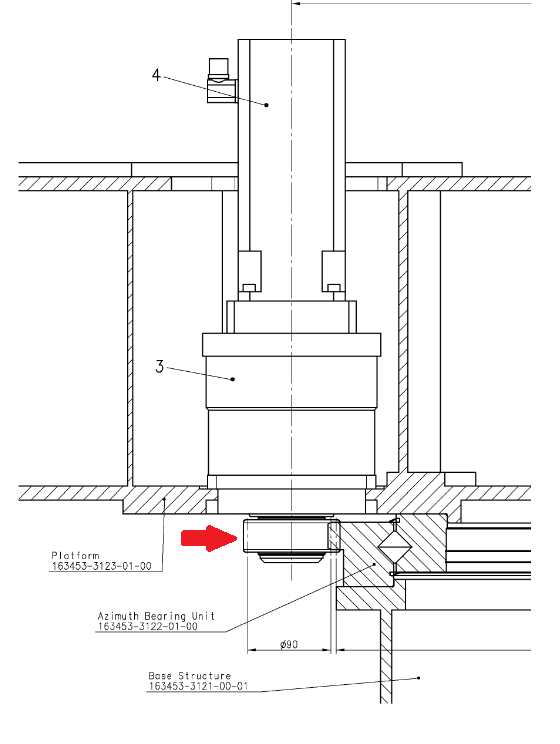 4
3
Platform
163453-3123-01-00
Azimuth Bearing Unit
163453-3122-01-00
ø90
Base Structure
163453-3121-00-01